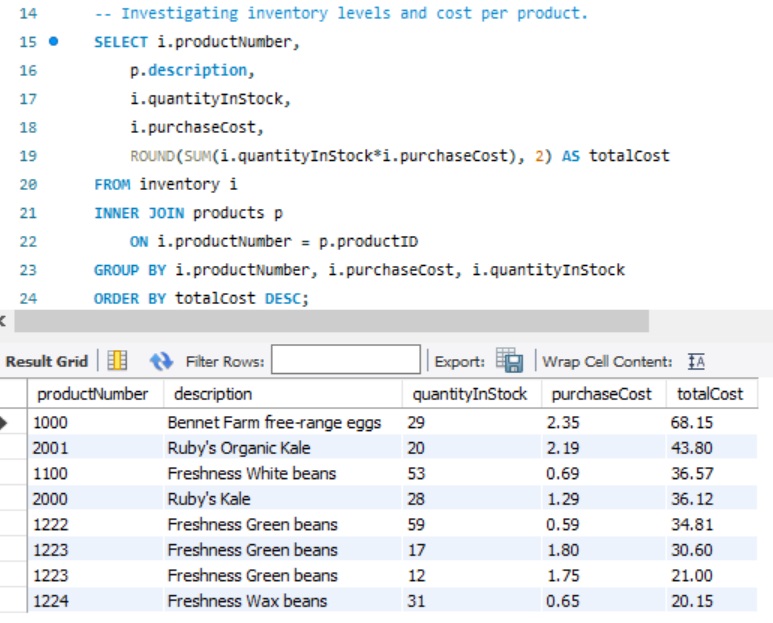 14 -- Investigating inventory levels and cost per product.
15 SELECT i.productNumber,
16 p.description,
17 i.quantityInStock,
18 i.purchaseCost,
19 ROUND(SUM(i.quantityInStock*i.purchaseCost), 2) AS totalCost
20 FROM inventory i
21 INNER JOIN products p
22 ON i.productNumber = p.productID
23 GROUP BY i.productNumber, i.purchaseCost, i.quantityInStock
24 ORDER BY totalCost DESC;
Result Grid Filter Rows: Export: Wrap Cell Content: IA
productNumber description quantityInStock purchaseCost totalCost
1000 Bennet Farm free-range eggs 29 2.35 68.15
2001 Ruby's Organic Kale 20 2.19 43.80
1100 Freshness White beans 53 0.69 36.57
2000 Ruby's Kale 28 1.29 36.12
1222 Freshness Green beans 59 0.59 34.81
1223 Freshness Green beans 17 1.80 30.60
1223 Freshness Green beans 12 1.75 21.00
1224 Freshness Wax beans 31 0.65 20.15